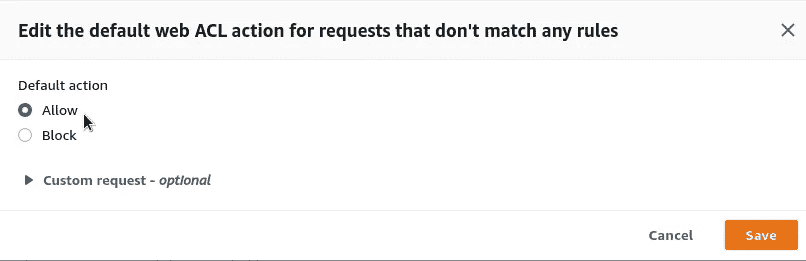 Edit the default web ACL action for requests that don't match any rules
Default action
Allow
Block
Custom request - optional
Cancel
Save